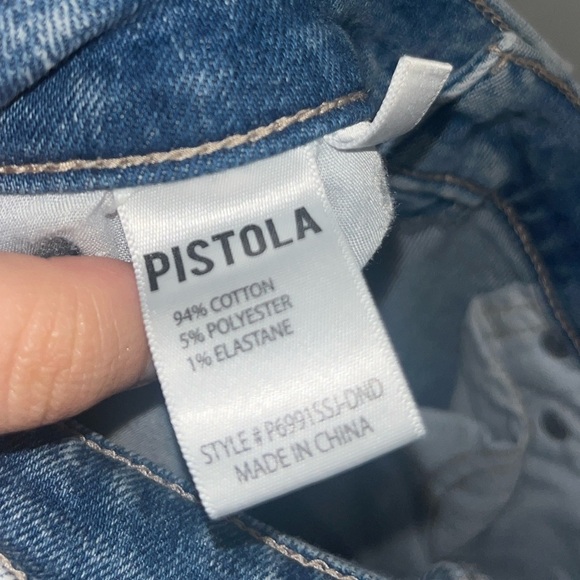 PISTOLA
94% COTTON
5% POLYESTER
1% ELASTANE
STYLE # P6991SSJ-DND
MADE IN CHINA